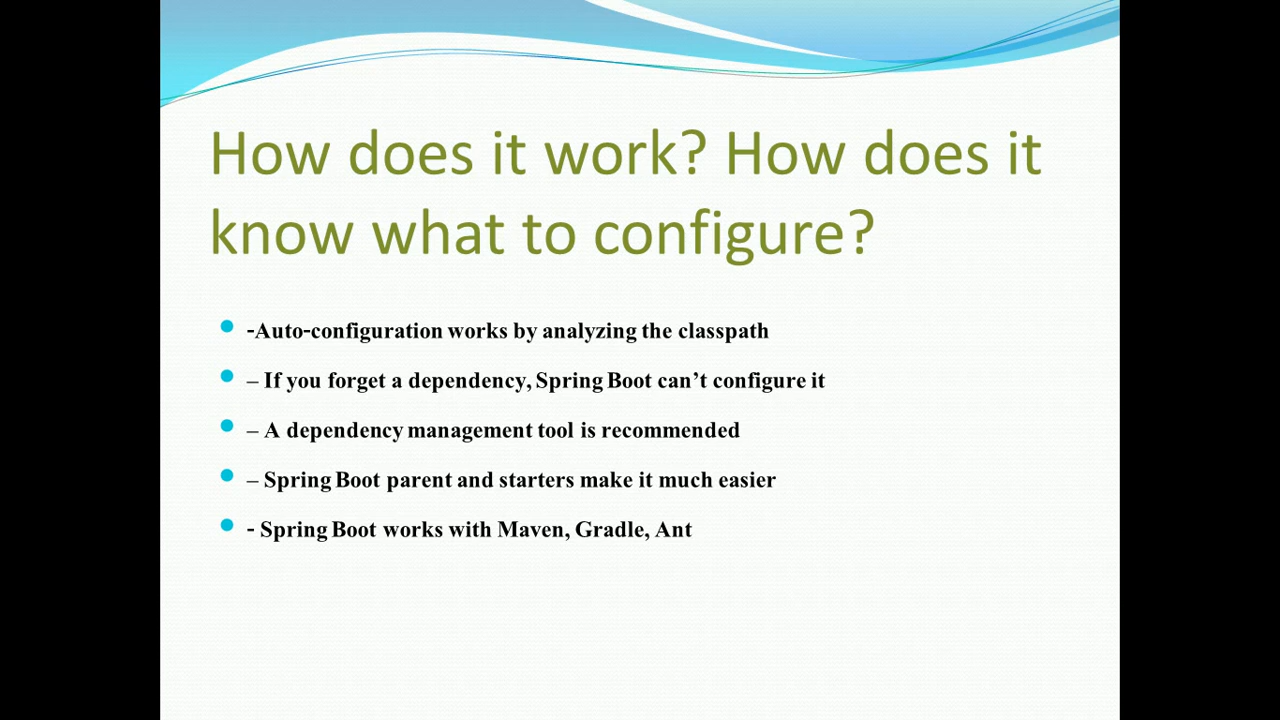 How does it work? How does it
know what to configure?
-Auto-configuration works by analyzing the classpath
– If you forget a dependency, Spring Boot can’t configure it
– A dependency management tool is recommended
– Spring Boot parent and starters make it much easier
- Spring Boot works with Maven, Gradle, Ant